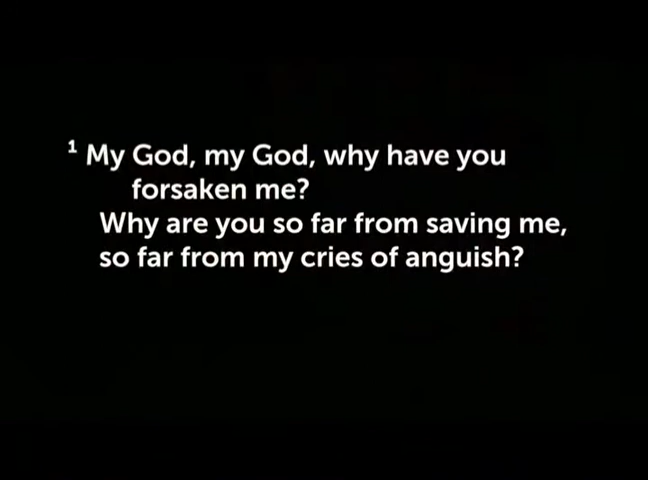 ¹ My God, my God, why have you
forsaken me?
Why are you so far from saving me,
so far from my cries of anguish?